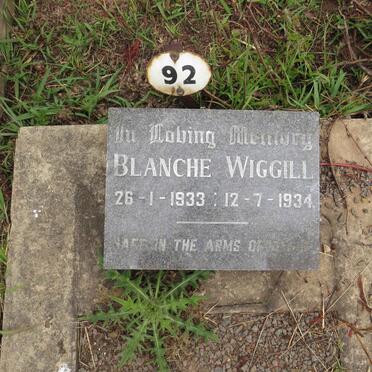 92
In Loving Memory
BLANCHE WIGGILL
26-1-1933 : 12-7-1934
SAFE IN THE ARMS OF